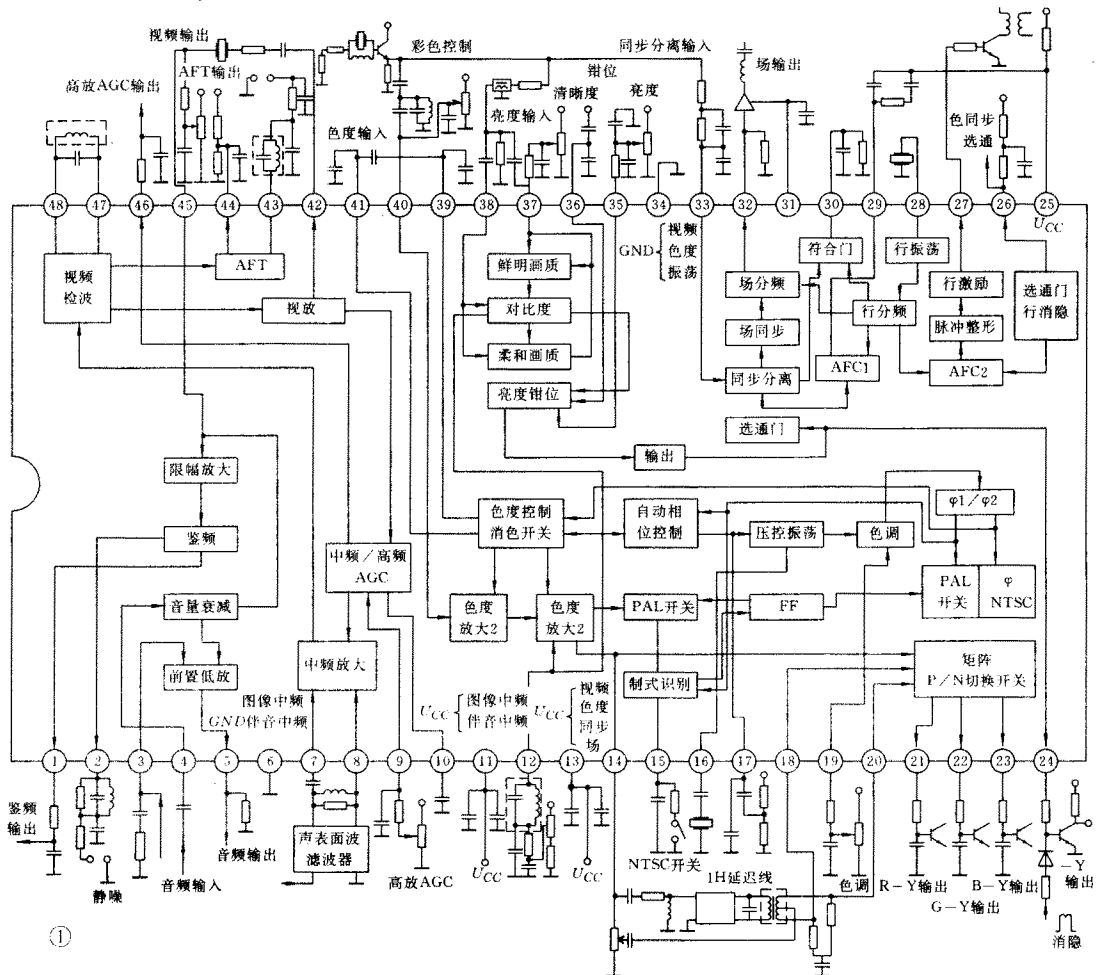 视频输出
彩色控制
同步分离输入
AFT输出
高放AGC输出
钳位
场输出
清晰度
亮度
亮度输入
色度输入
色同步
选通
48 47 46 45 44 43 42 41 40 39 38 37 36 35 34 33 32 31 30 29 28 27 26 25
U_CC
GND
视频
色度
振荡
视频
检波
AFT
视放
鲜明画质
对比度
柔和画质
亮度钳位
符合门
行振荡
场分频
行分频
行激励
选通门
行消隐
场同步
脉冲整形
同步分离
AFC1
AFC2
选通门
输出
限幅放大
鉴频
色度控制
消色开关
自动相
位控制
压控振荡
色调
φ1/φ2
中频/高频
AGC
音量衰减
色度
放大2
色度
放大2
PAL开关
FF
PAL
开关
φ
NTSC
前置低放
中频放大
制式识别
矩阵
P/N切换开关
图像中频
GND伴音中频
U_CC
图像中频
伴音中频
U_CC
视频
色度
同步
场
1 2 3 4 5 6 7 8 9 10 11 12 13 14 15 16 17 18 19 20 21 22 23 24
鉴频
输出
静噪
音频输入
音频输出
声表面波
滤波器
高放AGC
U_CC
U_CC
NTSC开关
1H延迟线
色调
R-Y输出
G-Y输出
B-Y输出
-Y
输出
消隐
①